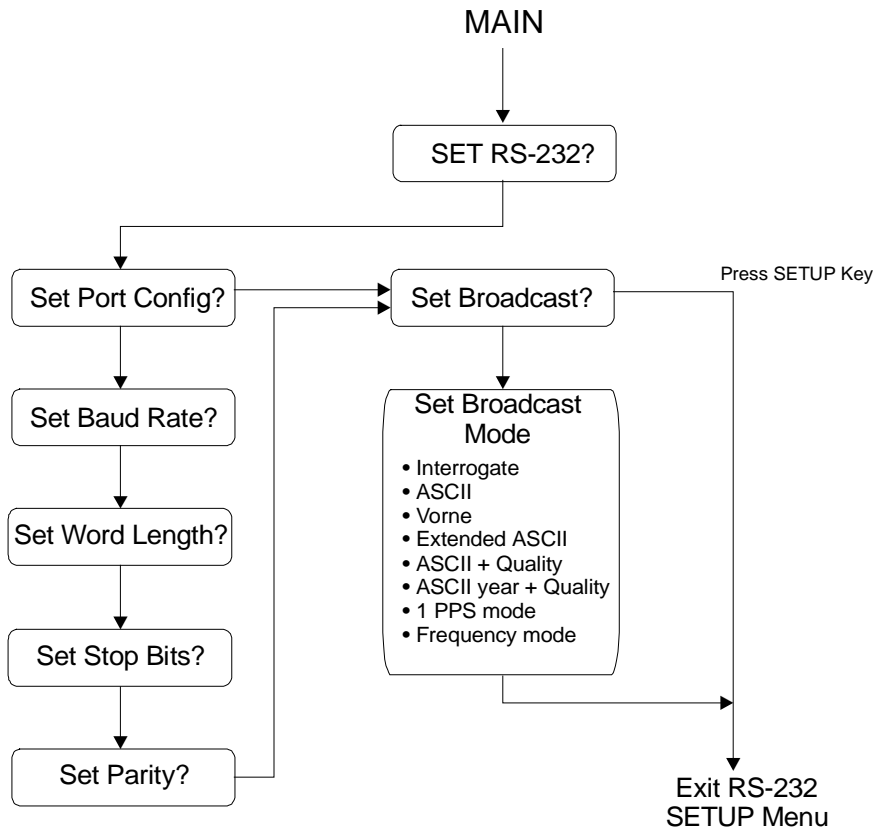 MAIN
SET RS-232?
Set Port Config?
Set Broadcast?
Press SETUP Key
Set Baud Rate?
Set Word Length?
Set Stop Bits?
Set Parity?
Set Broadcast
Mode
• Interrogate
• ASCII
• Vorne
• Extended ASCII
• ASCII + Quality
• ASCII year + Quality
• 1 PPS mode
• Frequency mode
Exit RS-232
SETUP Menu